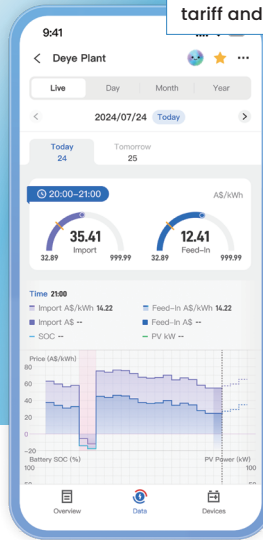 tariff and
9:41
Deye Plant
Live Day Month Year
2024/07/24 Today
Today Tomorrow
24 25
20:00-21:00 A$/kWh
35.41 12.41
Import Feed-In
32.89 999.99 32.89 999.99
Time 21:00
Import A$/kWh 14.22 Feed-In A$/kWh 14.22
Import A$ -- Feed-In A$ --
SOC -- PV kW --
Price (A$/kWh)
80
60
40
20
0
-20
Battery SOC (%) PV Power (kW)
100 100
Overview Data Devices